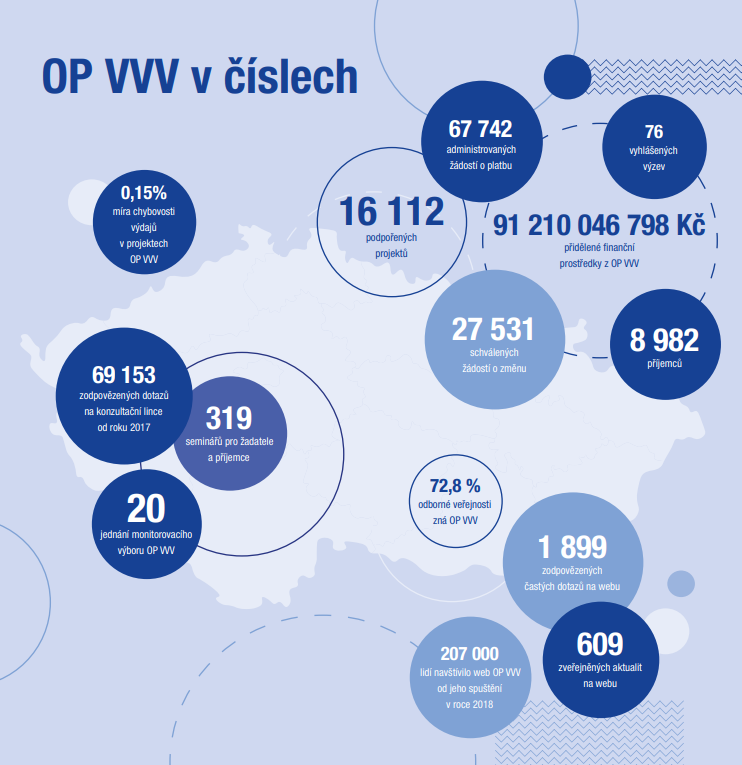 OP VVV v číslech
67 742
administrovaných
žádostí o platbu
76
vyhlášených
výzev
0,15%
míra chybovosti
výdajů
v projektech
OP VVV
16 112
podpořených
projektů
91 210 046 798 Kč
přidělené finanční
prostředky z OP VVV
27 531
schválených
žádostí o změnu
8 982
příjemců
69 153
zodpovězených dotazů
na konzultační lince
od roku 2017
319
seminářů pro žadatele
a příjemce
20
jednání monitorovacího
výboru OP VVV
72,8 %
odborné veřejnosti
zná OP VVV
1 899
zodpovězených
častých dotazů na webu
609
zveřejněných aktualit
na webu
207 000
lidí navštívilo web OP VVV
od jeho spuštění
v roce 2018